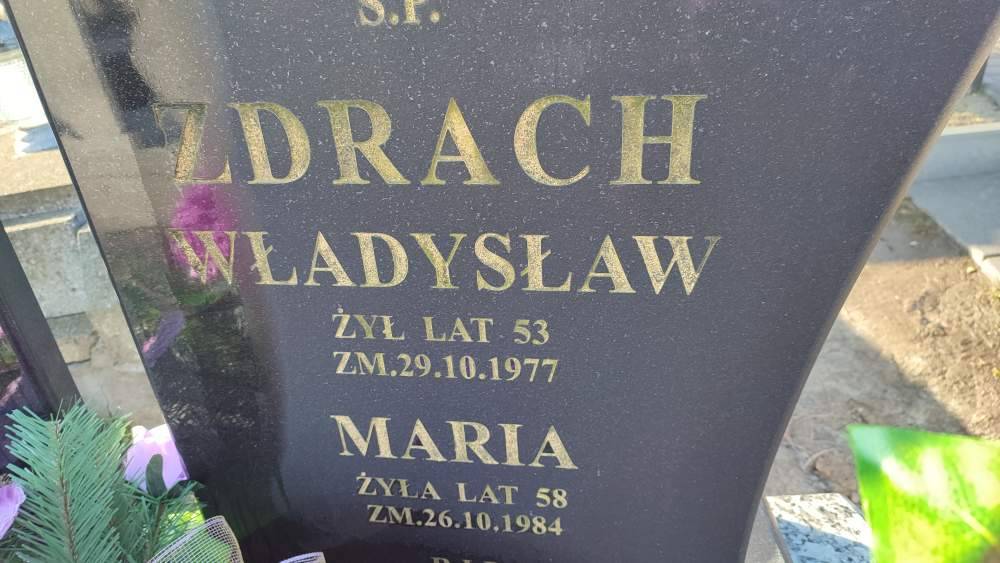 Ś.P.
ZDRACH
WŁADYSŁAW
ŻYŁ LAT 53
ZM.29.10.1977
MARIA
ŻYŁA LAT 58
ZM.26.10.1984